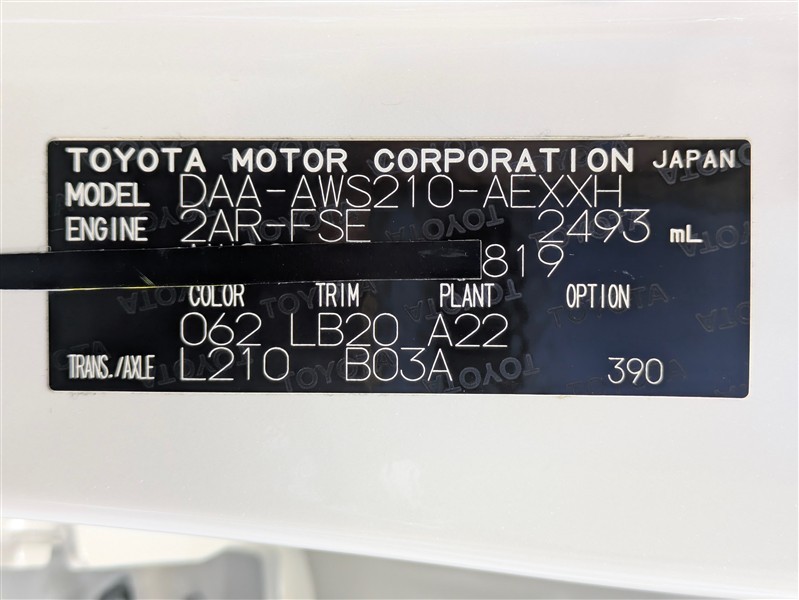 TOYOTA MOTOR CORPORATION JAPAN
MODEL DAA-AWS210-AEXXH
ENGINE 2AR-FSE 2493 mL
819
COLOR TRIM PLANT OPTION
062 LB20 A22
TRANS./AXLE L210 B03A 390